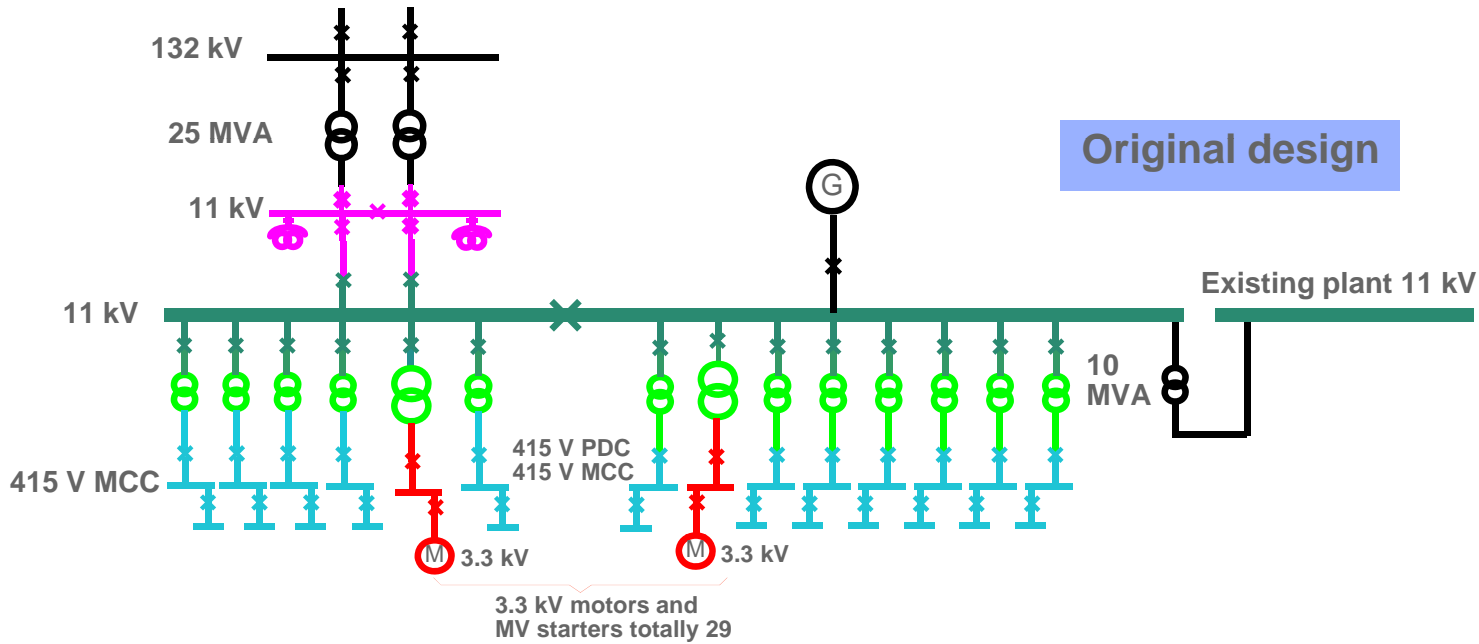 132 kV
25 MVA
Original design
G
11 kV
Existing plant 11 kV
11 kV
10
MVA
415 V PDC
415 V MCC
415 V MCC
M
3.3 kV
M
3.3 kV
3.3 kV motors and
MV starters totally 29